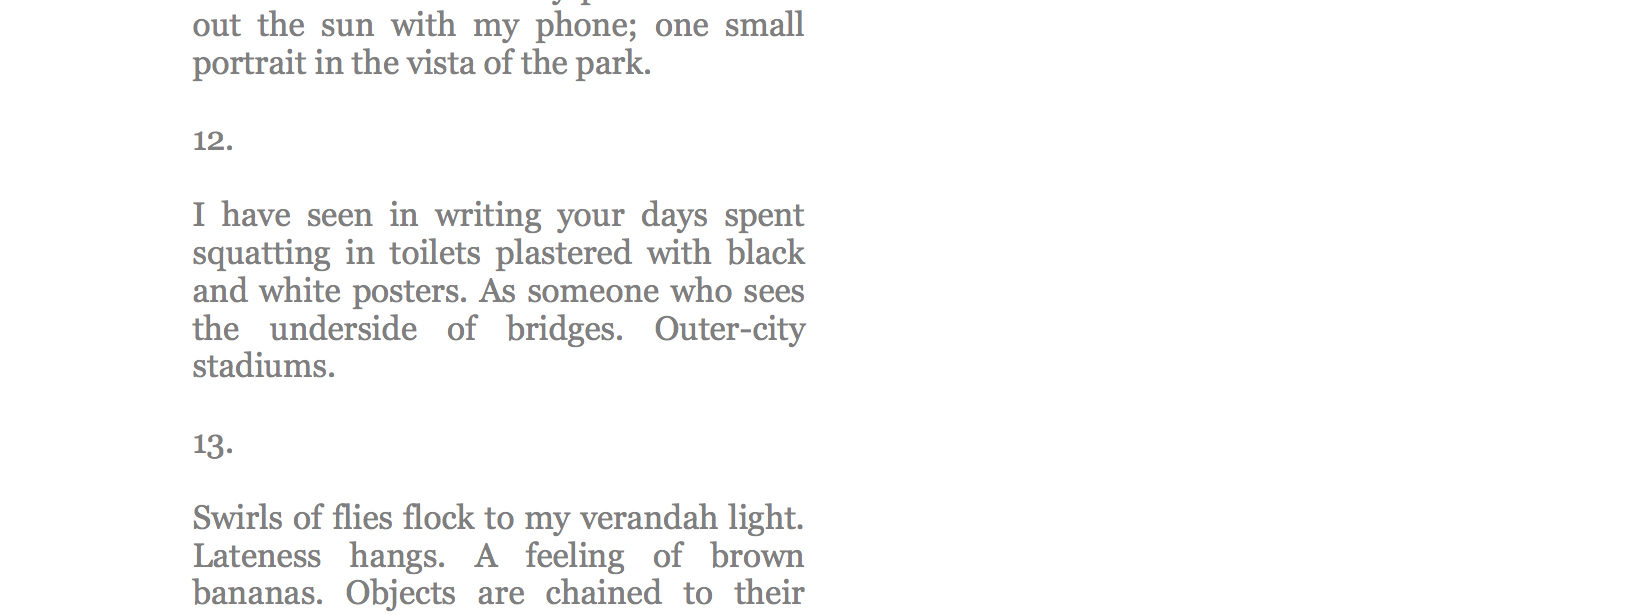 out the sun with my phone; one small
portrait in the vista of the park.
12.
I have seen in writing your days spent
squatting in toilets plastered with black
and white posters. As someone who sees
the underside of bridges. Outer-city
stadiums.
13.
Swirls of flies flock to my verandah light.
Lateness hangs. A feeling of brown
bananas. Objects are chained to their